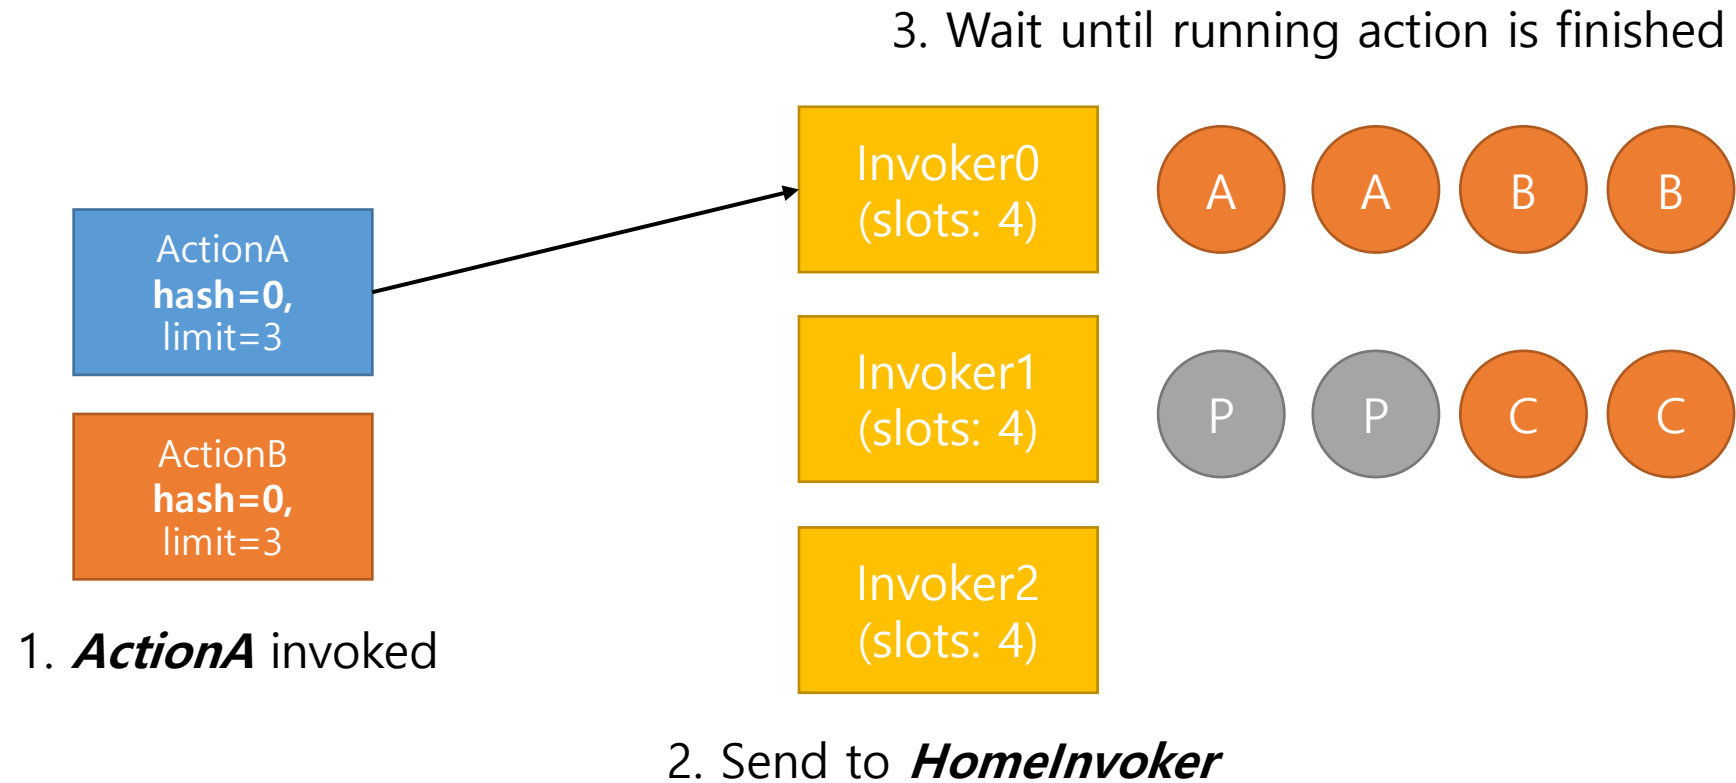 3. Wait until running action is finished
Invoker0
(slots: 4)
A
A
B
B
ActionA
hash=0,
limit=3
Invoker1
(slots: 4)
P
P
C
C
ActionB
hash=0,
limit=3
Invoker2
(slots: 4)
1. ActionA invoked
2. Send to HomeInvoker